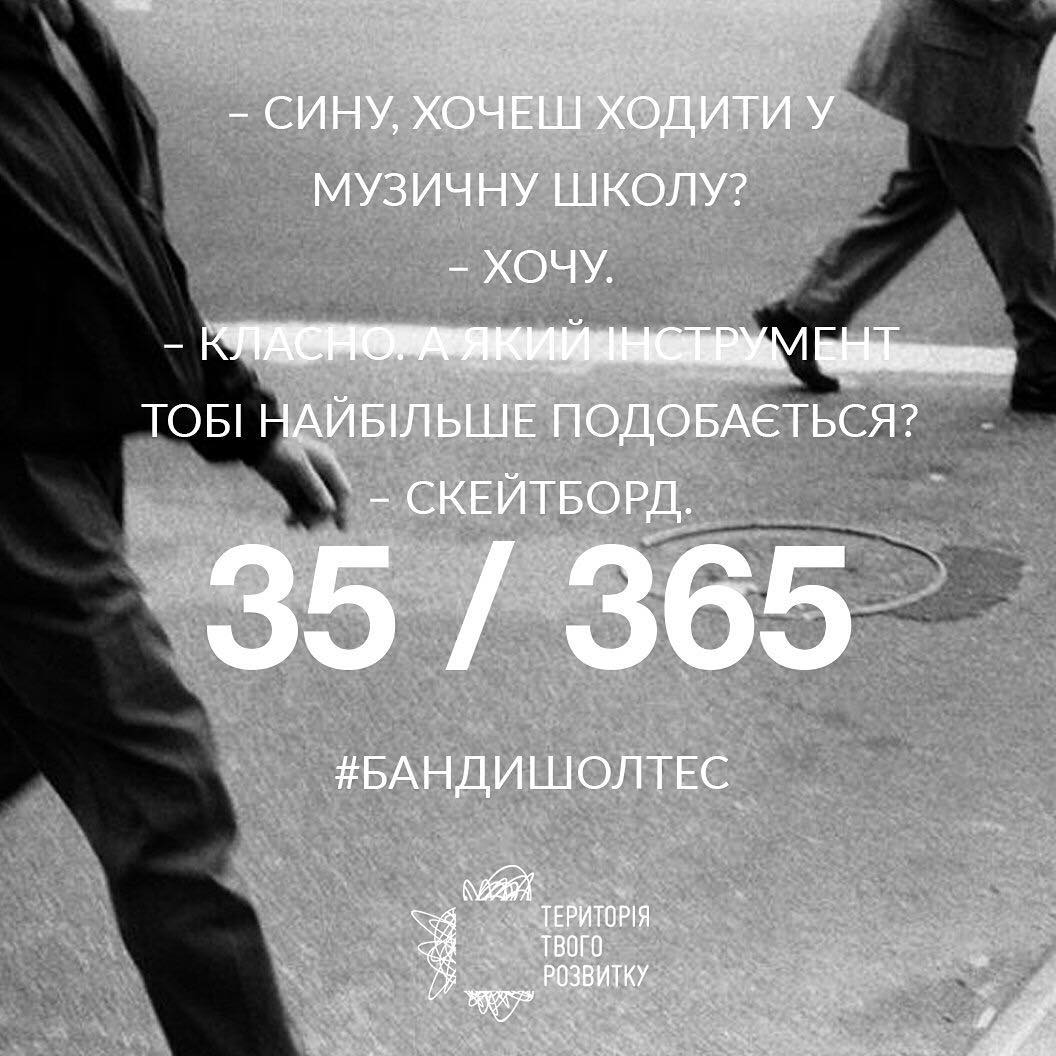 – СИНУ, ХОЧЕШ ХОДИТИ У
МУЗИЧНУ ШКОЛУ?
– ХОЧУ.
– КЛАСНО. А ЯКИЙ ІНСТРУМЕНТ
ТОБІ НАЙБІЛЬШЕ ПОДОБАЄТЬСЯ?
– СКЕЙТБОРД.
35 / 365
#БАНДИШОЛТЕС
ТЕРИТОРІЯ
ТВОГО
РОЗВИТКУ